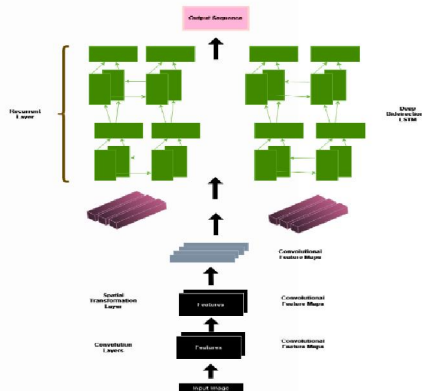 Output Sequence
Recurrent
Layer
Deep
Bidirectional
LSTM
Convolutional
Feature Maps
Spatial
Transformation
Layer
Features
Convolutional
Feature Maps
Convolution
Layers
Features
Convolutional
Feature Maps
Input Image